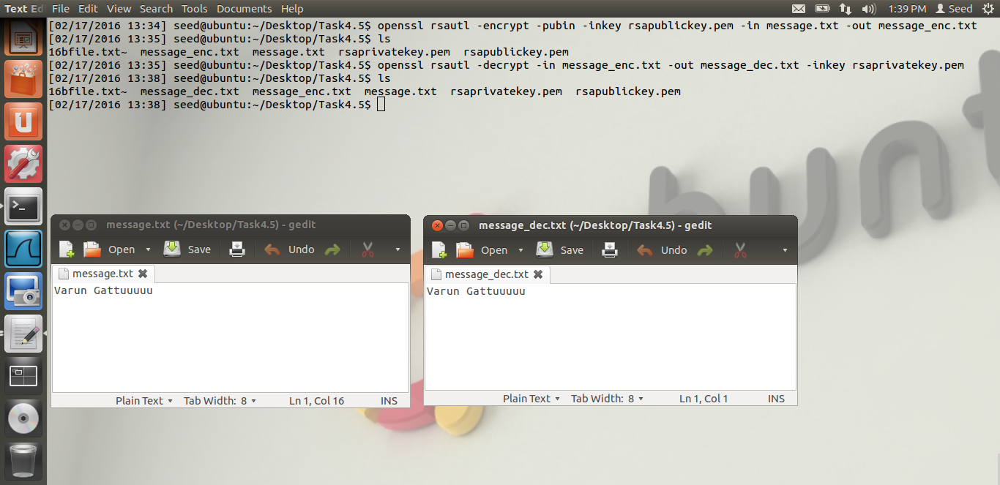 Text Ed File Edit View Search Tools Documents Help 1:39 PM Seed
[02/17/2016 13:34] seed@ubuntu:~/Desktop/Task4.5$ openssl rsautl -encrypt -pubin -inkey rsapublickey.pem -in message.txt -out message_enc.txt
[02/17/2016 13:35] seed@ubuntu:~/Desktop/Task4.5$ ls
16bfile.txt~ message_enc.txt message.txt rsaprivatekey.pem rsapublickey.pem
[02/17/2016 13:35] seed@ubuntu:~/Desktop/Task4.5$ openssl rsautl -decrypt -in message_enc.txt -out message_dec.txt -inkey rsaprivatekey.pem
[02/17/2016 13:38] seed@ubuntu:~/Desktop/Task4.5$ ls
16bfile.txt~ message_dec.txt message_enc.txt message.txt rsaprivatekey.pem rsapublickey.pem
[02/17/2016 13:38] seed@ubuntu:~/Desktop/Task4.5$
bunt
message.txt (~/Desktop/Task4.5) - gedit
Open Save Undo
message.txt
Varun Gattuuuuu
Plain Text Tab Width: 8 Ln 1, Col 16 INS
message_dec.txt (~/Desktop/Task4.5) - gedit
Open Save Undo
message_dec.txt
Varun Gattuuuuu
Plain Text Tab Width: 8 Ln 1, Col 1 INS